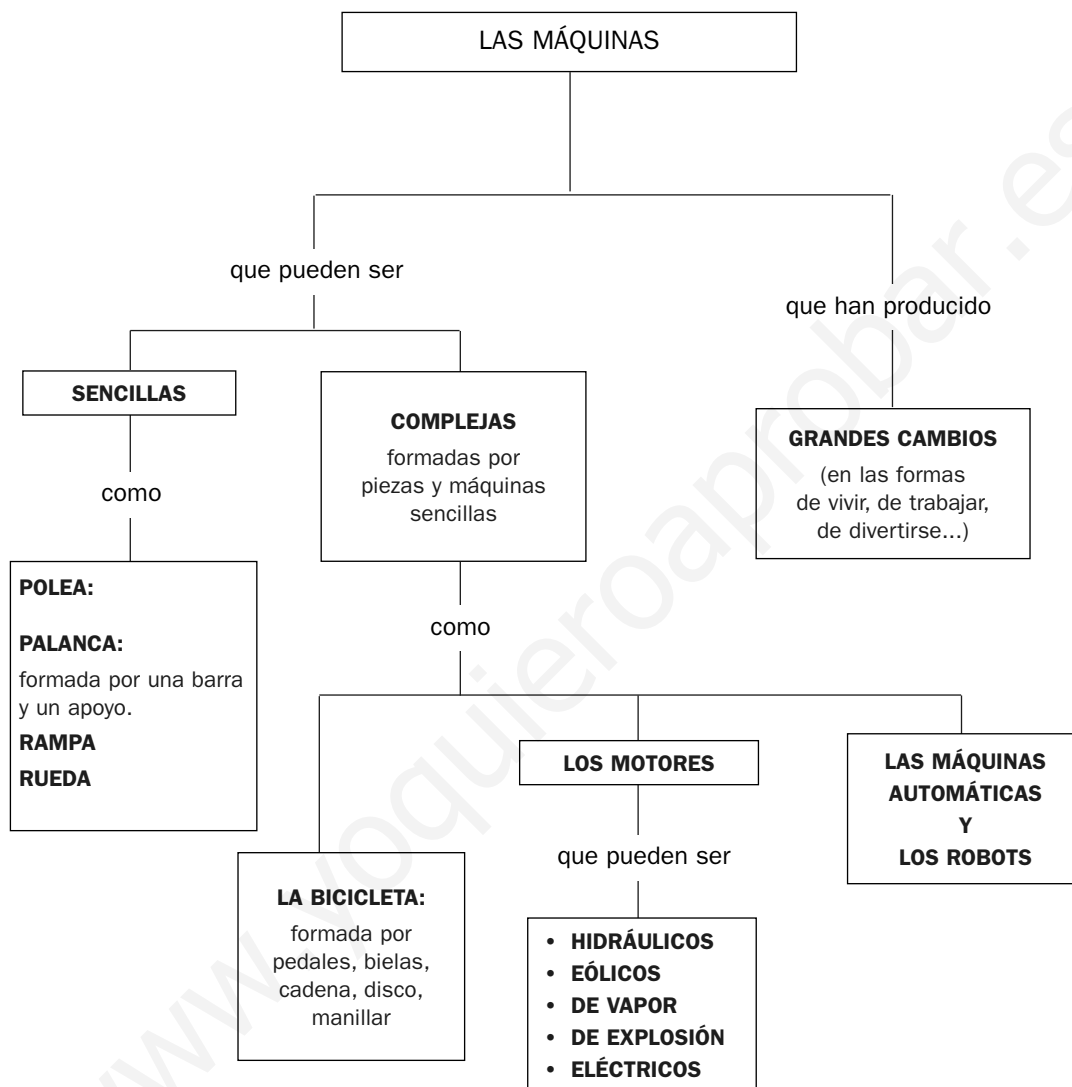 LAS MÁQUINAS
que pueden ser
que han producido
SENCILLAS
como
POLEA:
PALANCA:
formada por una barra
y un apoyo.
RAMPA
RUEDA
COMPLEJAS
formadas por
piezas y máquinas
sencillas
como
LA BICICLETA:
formada por
pedales, bielas,
cadena, disco,
manillar
LOS MOTORES
que pueden ser
• HIDRÁULICOS
• EÓLICOS
• DE VAPOR
• DE EXPLOSIÓN
• ELÉCTRICOS
LAS MÁQUINAS
AUTOMÁTICAS
Y
LOS ROBOTS
GRANDES CAMBIOS
(en las formas
de vivir, de trabajar,
de divertirse...)
www.yoquieroaprobar.es